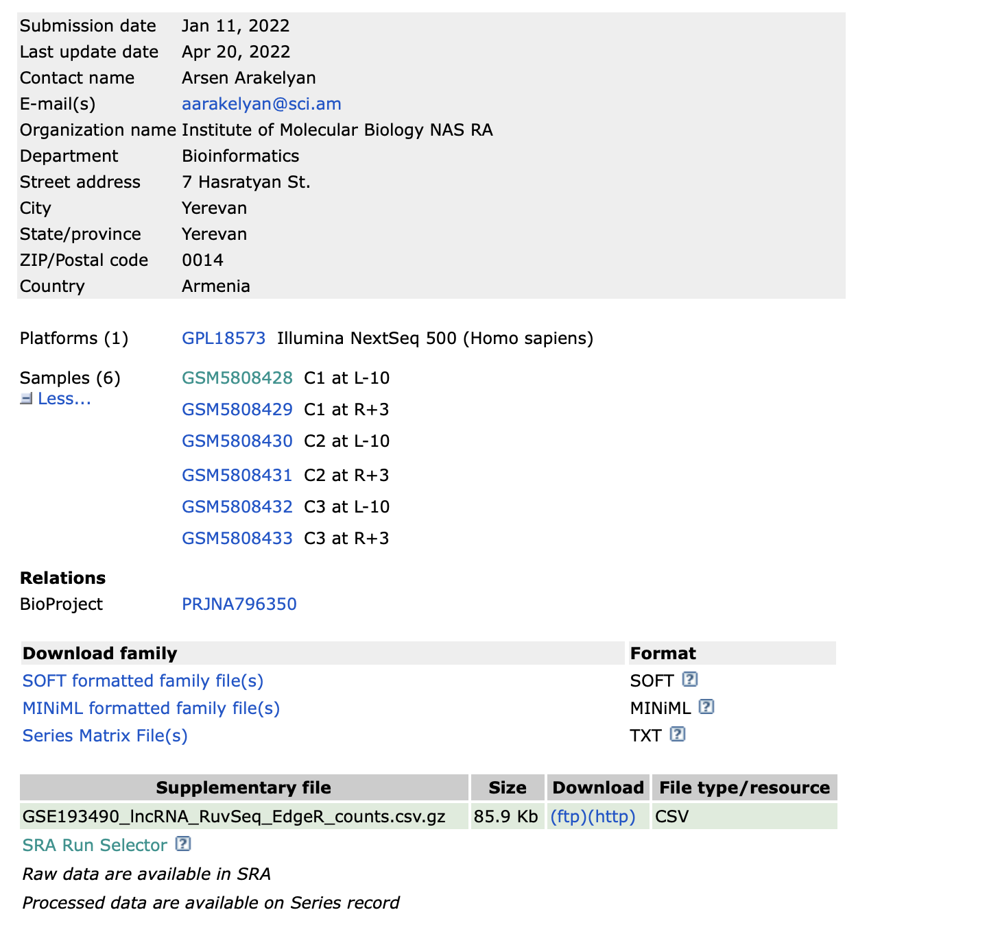 Submission date Jan 11, 2022
Last update date Apr 20, 2022
Contact name Arsen Arakelyan
E-mail(s) aarakelyan@sci.am
Organization name Institute of Molecular Biology NAS RA
Department Bioinformatics
Street address 7 Hasratyan St.
City Yerevan
State/province Yerevan
ZIP/Postal code 0014
Country Armenia
Platforms (1) GPL18573 Illumina NextSeq 500 (Homo sapiens)
Samples (6) GSM5808428 C1 at L-10
Less...
GSM5808429 C1 at R+3
GSM5808430 C2 at L-10
GSM5808431 C2 at R+3
GSM5808432 C3 at L-10
GSM5808433 C3 at R+3
Relations
BioProject PRJNA796350
Download family Format
SOFT formatted family file(s) SOFT ?
MINiML formatted family file(s) MINiML ?
Series Matrix File(s) TXT ?
Supplementary file Size Download File type/resource
GSE193490_lncRNA_RuvSeq_EdgeR_counts.csv.gz 85.9 Kb (ftp)(http) CSV
SRA Run Selector ?
Raw data are available in SRA
Processed data are available on Series record